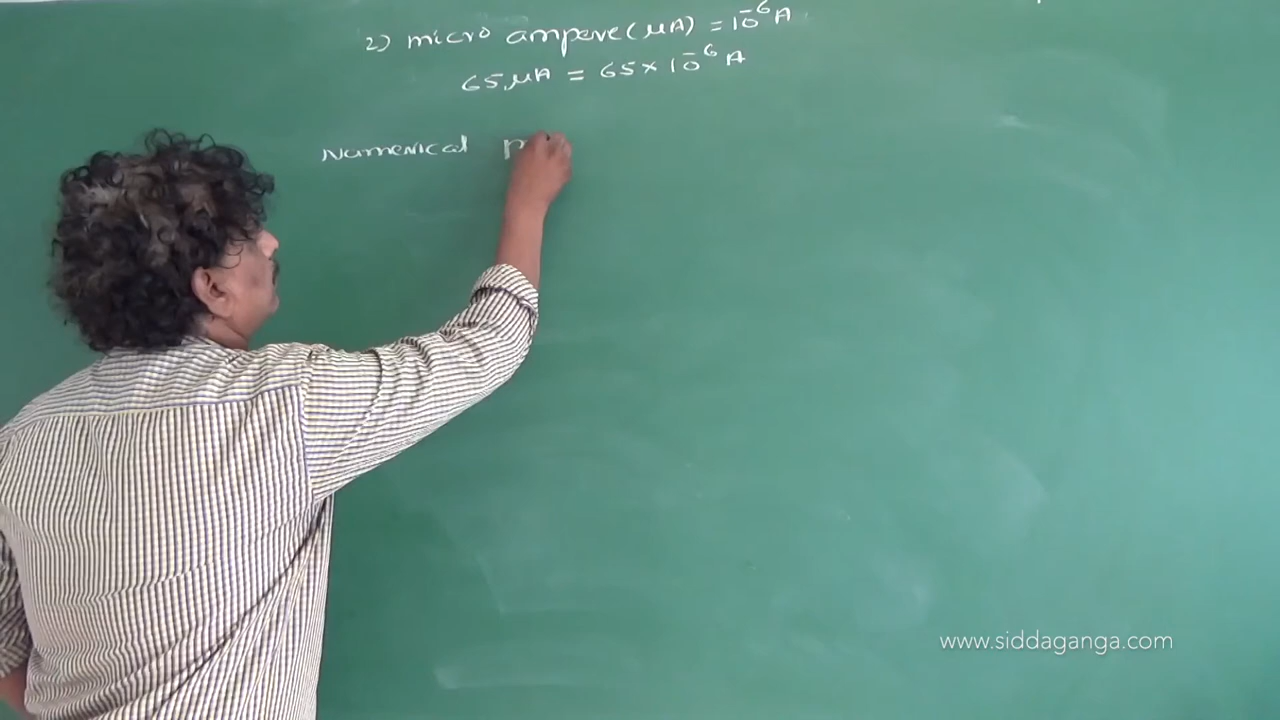 2) micro ampere (μA) = 10⁻⁶ A
65 μA = 65 × 10⁻⁶ A
Numerical
www.siddaganga.com